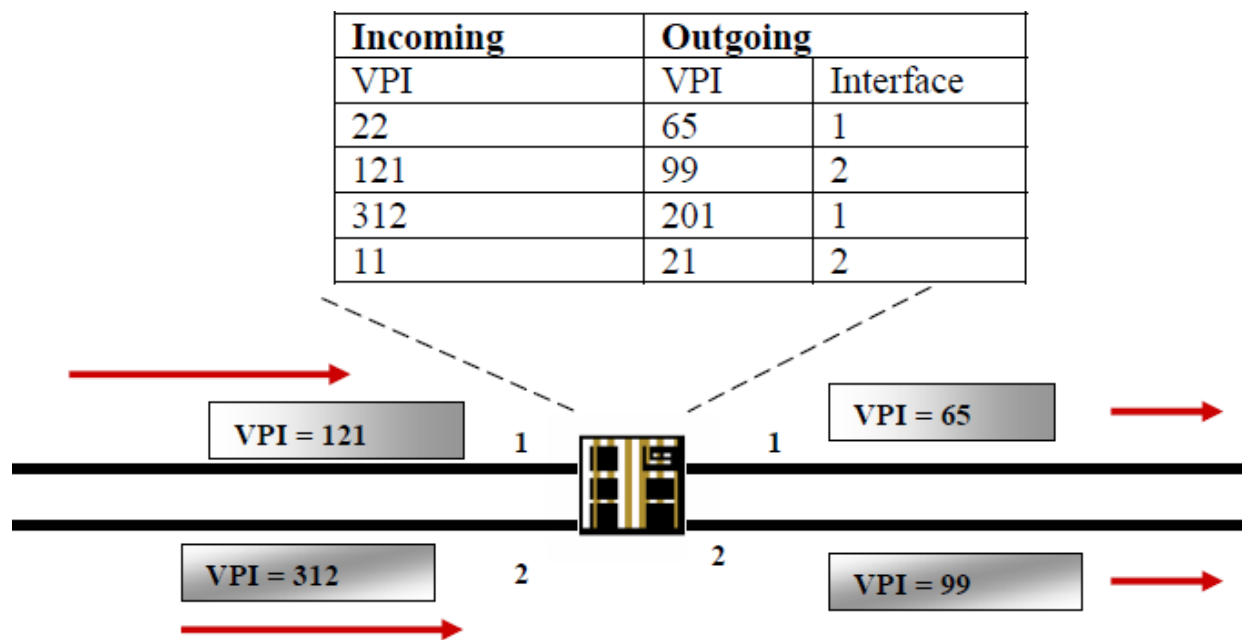 Incoming Outgoing
VPI VPI Interface
22 65 1
121 99 2
312 201 1
11 21 2
VPI = 121 1 1 VPI = 65
VPI = 312 2 2 VPI = 99